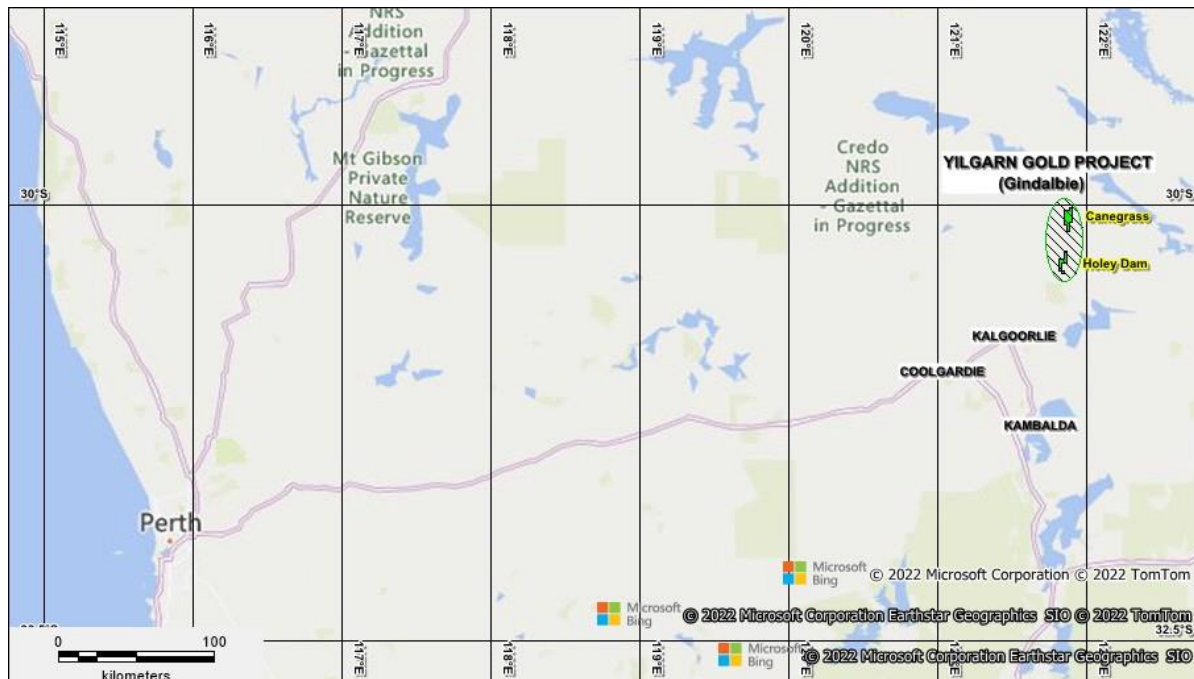 115°E
116°E
117°E
118°E
119°E
120°E
121°E
122°E
NRS
Addition
- Gazettal
in Progress
Mt Gibson
Private
Nature
Reserve
Credo
NRS
Addition
- Gazettal
in Progress
YILGARN GOLD PROJECT
(Gindalbie)
30°S
30°S
Canegrass
Holey Dam
KALGOORLIE
COOLGARDIE
KAMBALDA
Perth
Microsoft
Bing
© 2022 Microsoft Corporation © 2022 TomTom
Microsoft
Bing
© 2022 Microsoft Corporation Earthstar Geographics SIO © 2022 TomTom
32.5°S
0 100
kilometers
Microsoft
Bing
© 2022 Microsoft Corporation Earthstar Geographics SIO
117°E
118°E
119°E
121°E
122°E